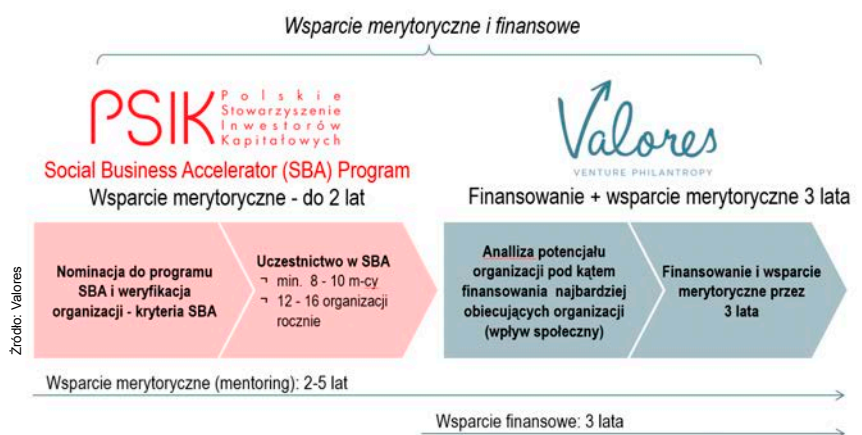 Wsparcie merytoryczne i finansowe
PSIK
Polskie
Stowarzyszenie
Inwestorów
Kapitałowych
Social Business Accelerator (SBA) Program
Wsparcie merytoryczne - do 2 lat
Valores
VENTURE PHILANTROPY
Finansowanie + wsparcie merytoryczne 3 lata
Źródło: Valores
Nominacja do programu
SBA i weryfikacja
organizacji - kryteria SBA
Uczestnictwo w SBA
¬ min. 8 - 10 m-cy
¬ 12 - 16 organizacji
rocznie
Analliza potencjału
organizacji pod kątem
finansowania najbardziej
obiecujących organizacji
(wpływ społeczny)
Finansowanie i wsparcie
merytoryczne przez
3 lata
Wsparcie merytoryczne (mentoring): 2-5 lat
Wsparcie finansowe: 3 lata